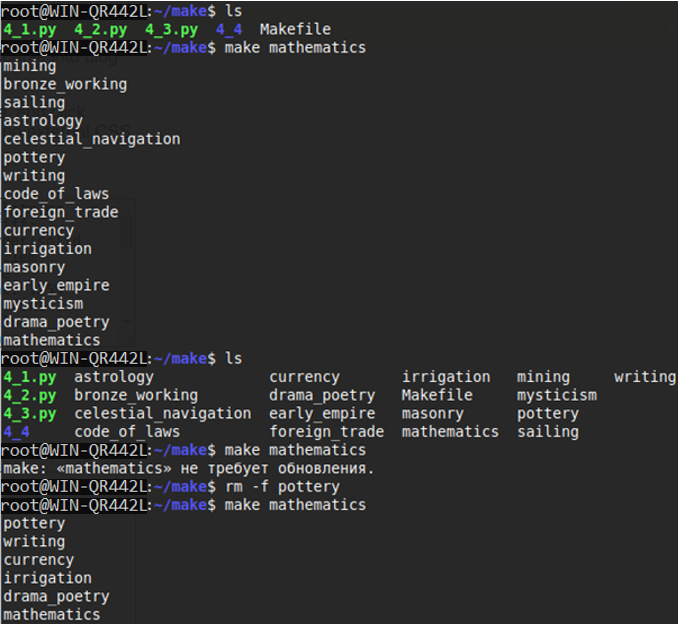 root@WIN-QR442L:~/make$ ls
4_1.py 4_2.py 4_3.py 4_4 Makefile
root@WIN-QR442L:~/make$ make mathematics
mining
bronze_working
sailing
astrology
celestial_navigation
pottery
writing
code_of_laws
foreign_trade
currency
irrigation
masonry
early_empire
mysticism
drama_poetry
mathematics
root@WIN-QR442L:~/make$ ls
4_1.py astrology currency irrigation mining writing
4_2.py bronze_working drama_poetry Makefile mysticism
4_3.py celestial_navigation early_empire masonry pottery
4_4 code_of_laws foreign_trade mathematics sailing
root@WIN-QR442L:~/make$ make mathematics
make: «mathematics» не требует обновления.
root@WIN-QR442L:~/make$ rm -f pottery
root@WIN-QR442L:~/make$ make mathematics
pottery
writing
currency
irrigation
drama_poetry
mathematics